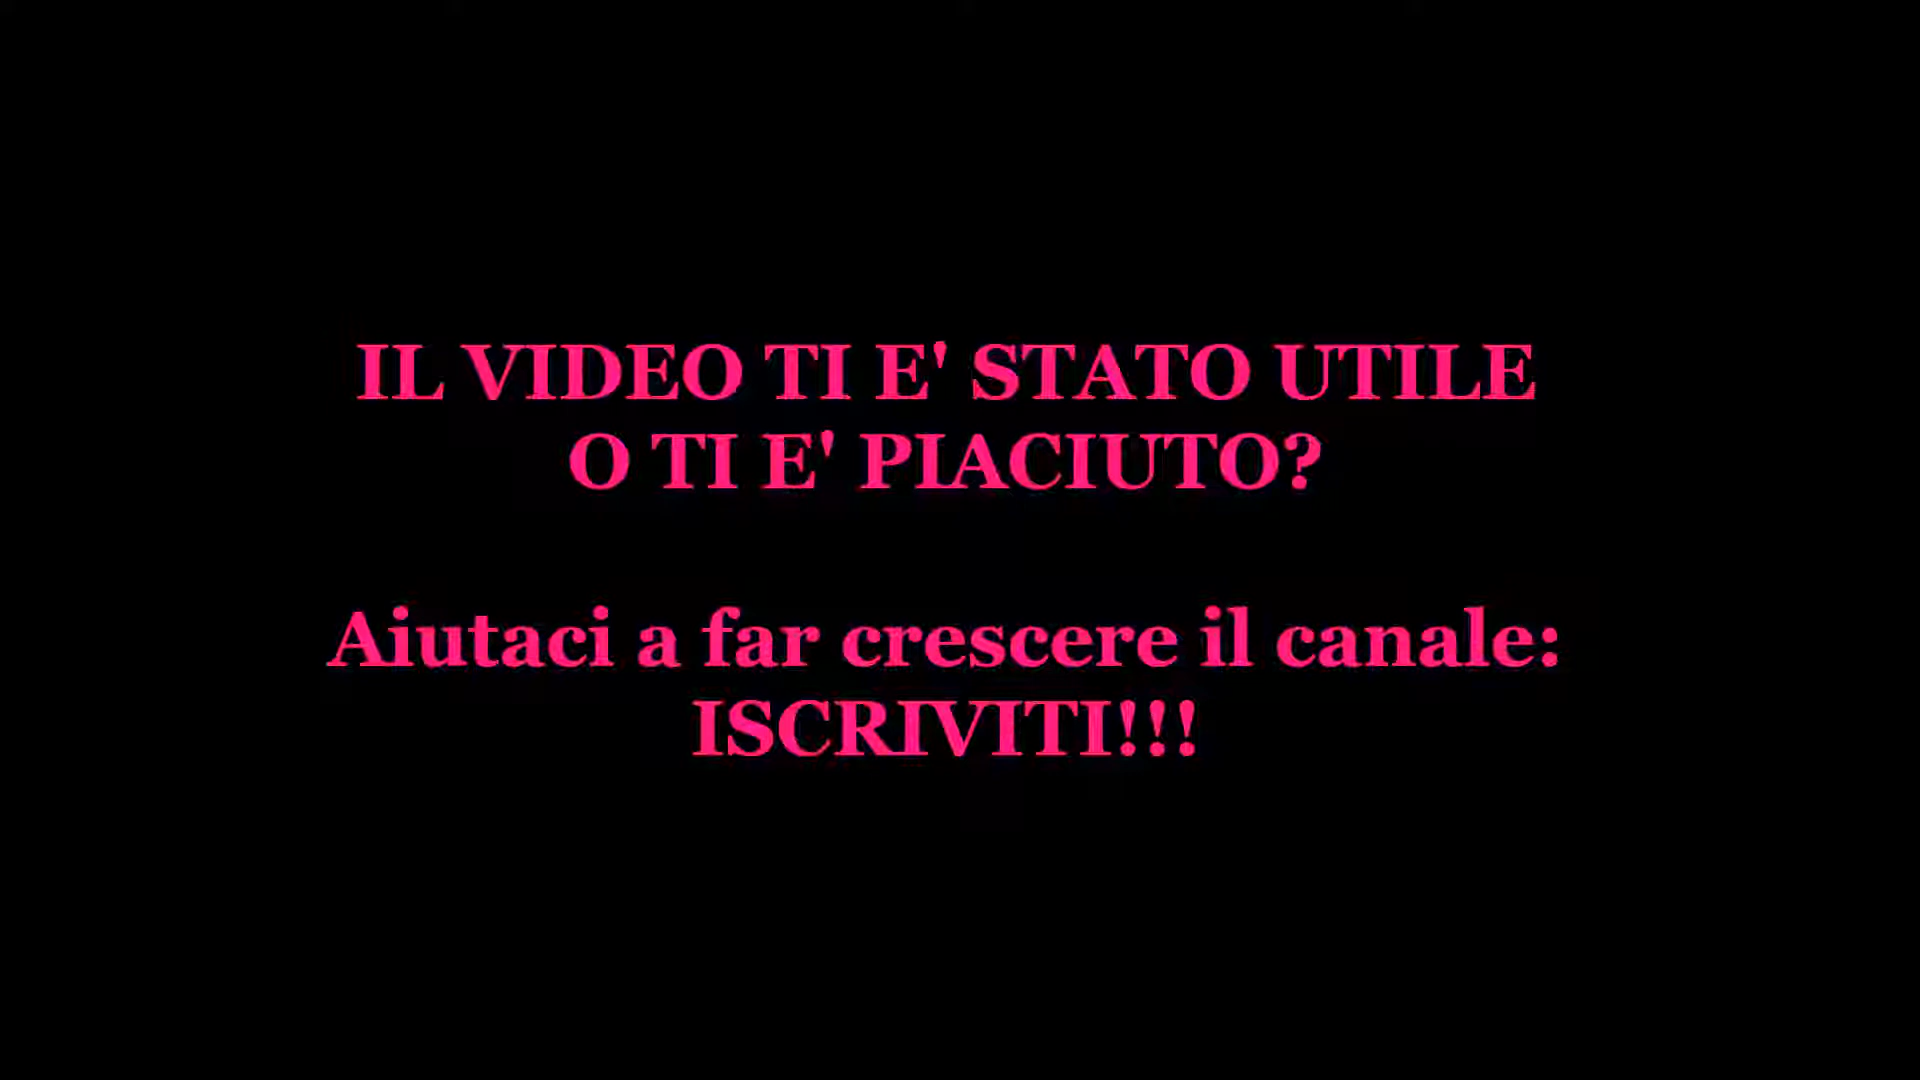 IL VIDEO TI E' STATO UTILE
O TI E' PIACIUTO?
Aiutaci a far crescere il canale:
ISCRIVITI!!!